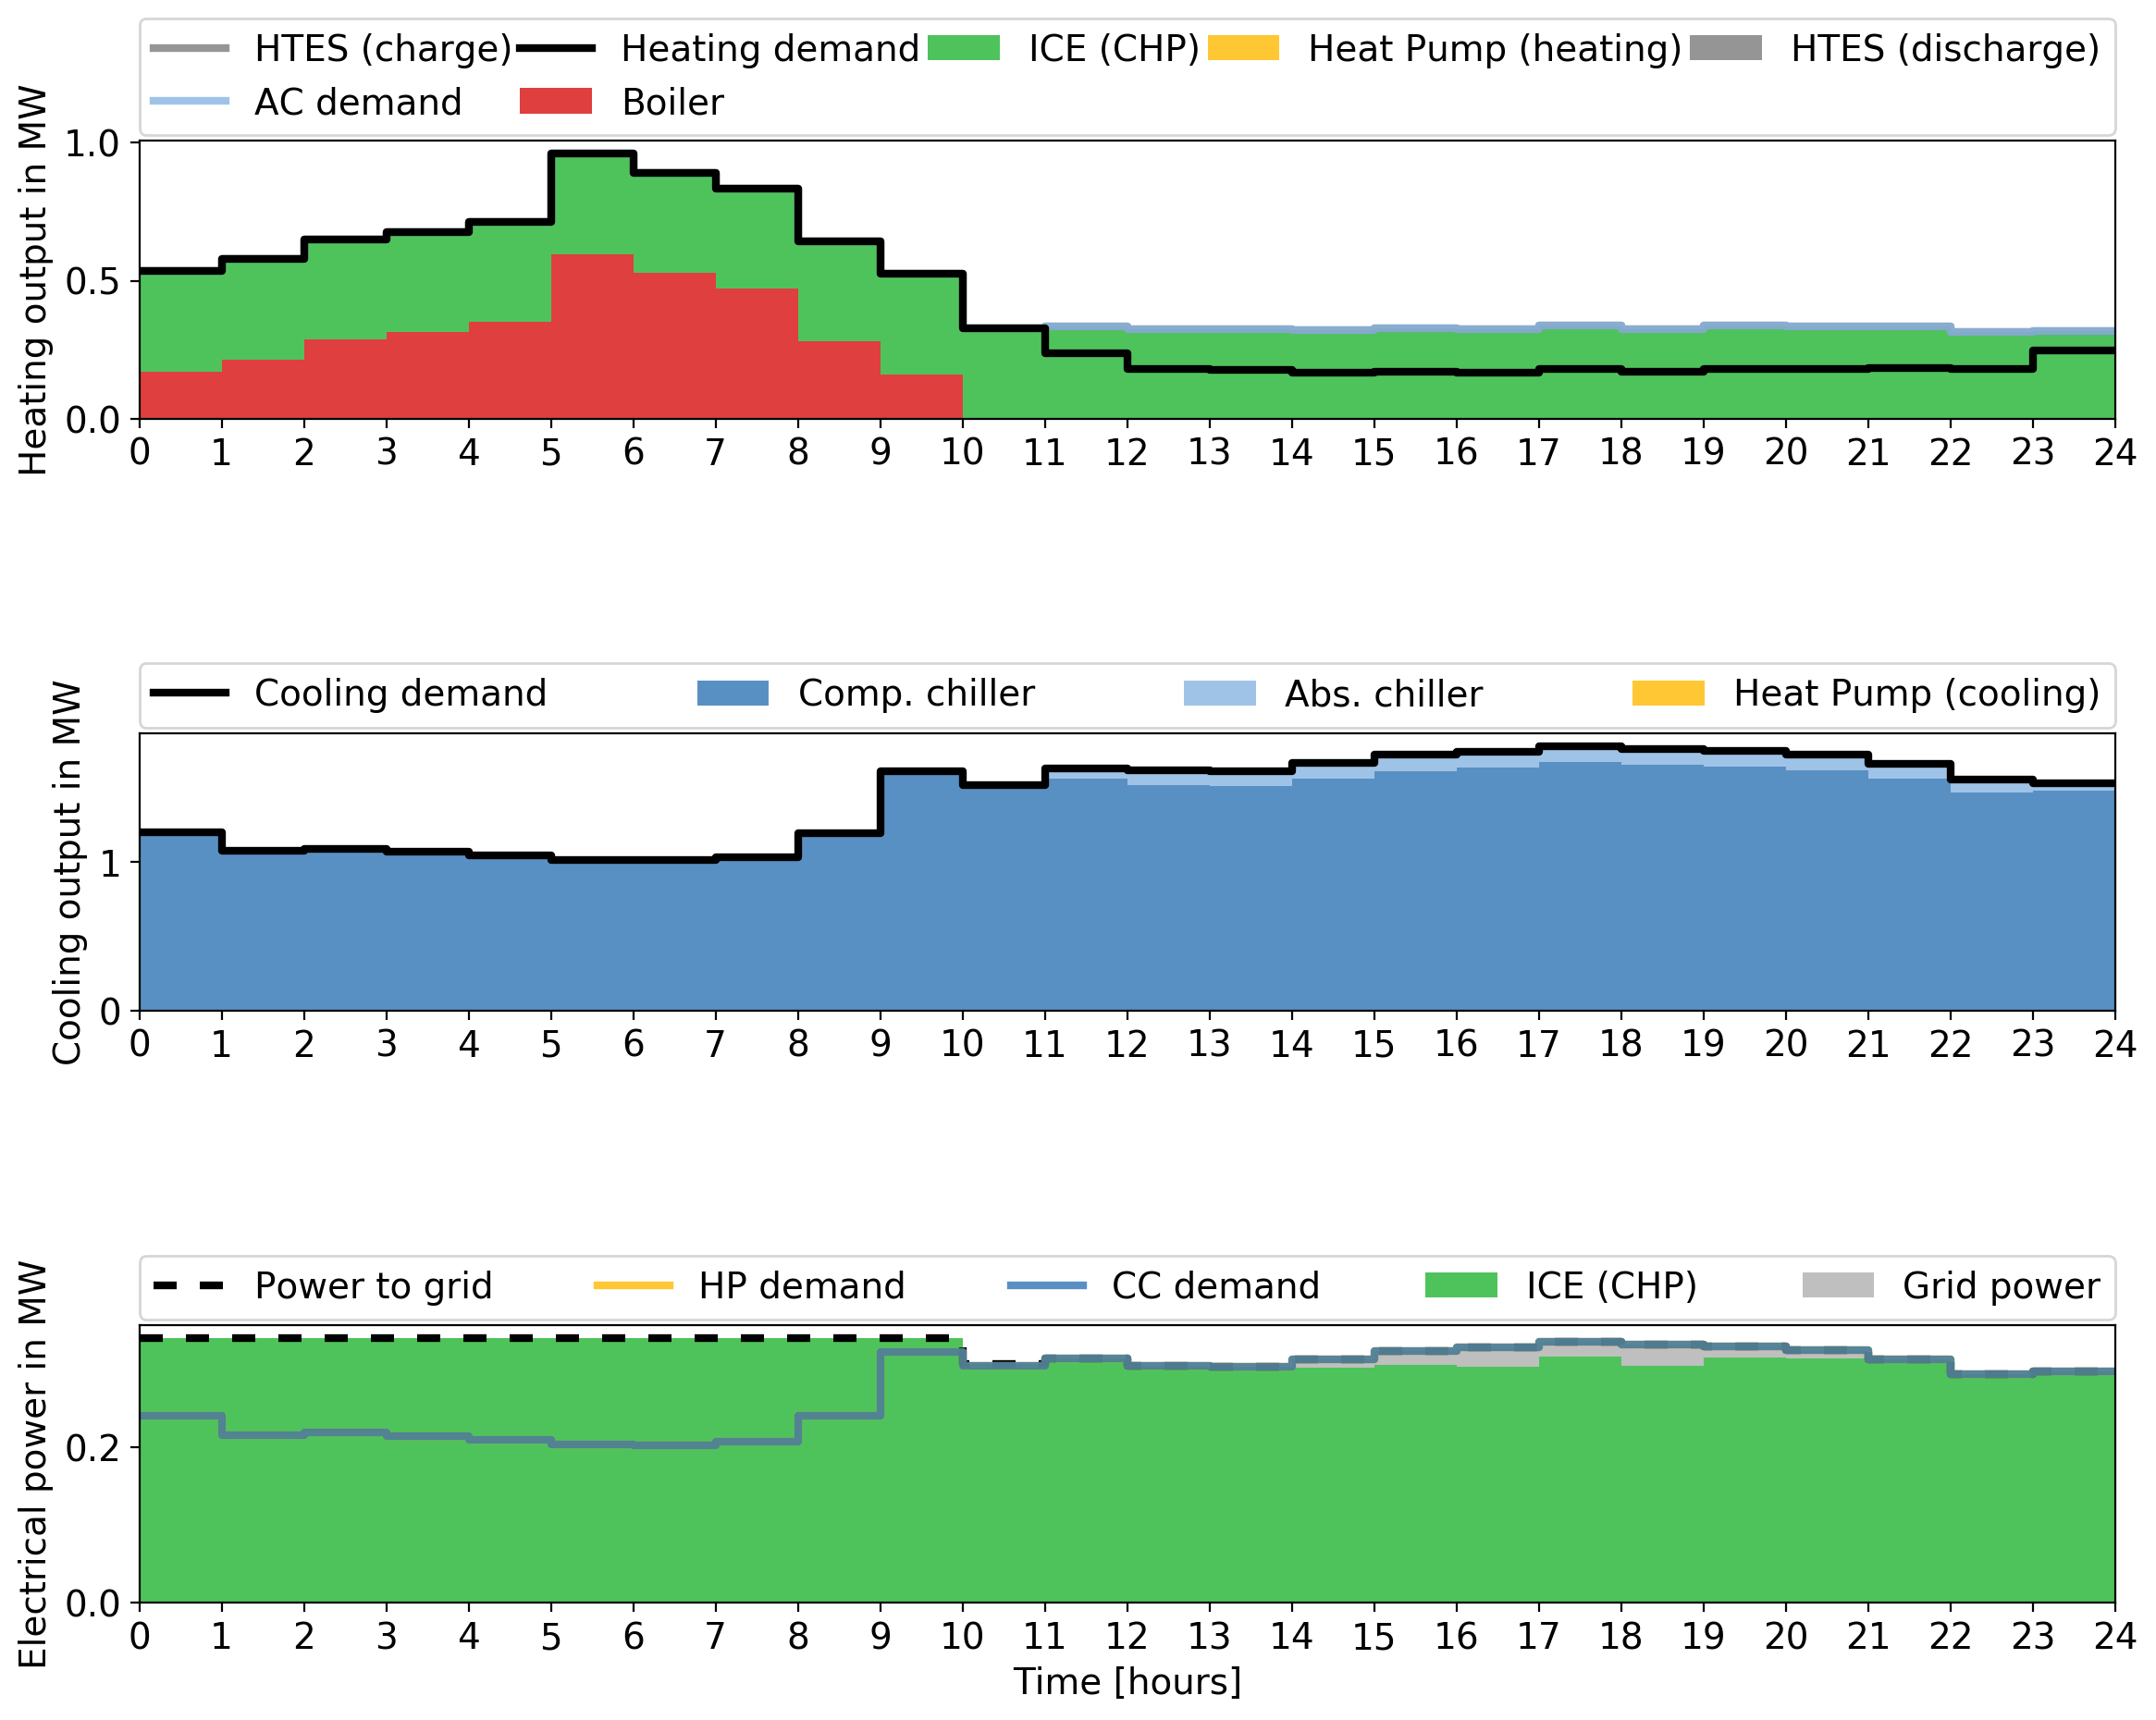 HTES (charge) Heating demand ICE (CHP) Heat Pump (heating) HTES (discharge)
AC demand Boiler
Heating output in MW
1.0
0.5
0.0
0 1 2 3 4 5 6 7 8 9 10 11 12 13 14 15 16 17 18 19 20 21 22 23 24
Cooling demand Comp. chiller Abs. chiller Heat Pump (cooling)
Cooling output in MW
1
0
0 1 2 3 4 5 6 7 8 9 10 11 12 13 14 15 16 17 18 19 20 21 22 23 24
Power to grid HP demand CC demand ICE (CHP) Grid power
Electrical power in MW
0.2
0.0
0 1 2 3 4 5 6 7 8 9 10 11 12 13 14 15 16 17 18 19 20 21 22 23 24
Time [hours]